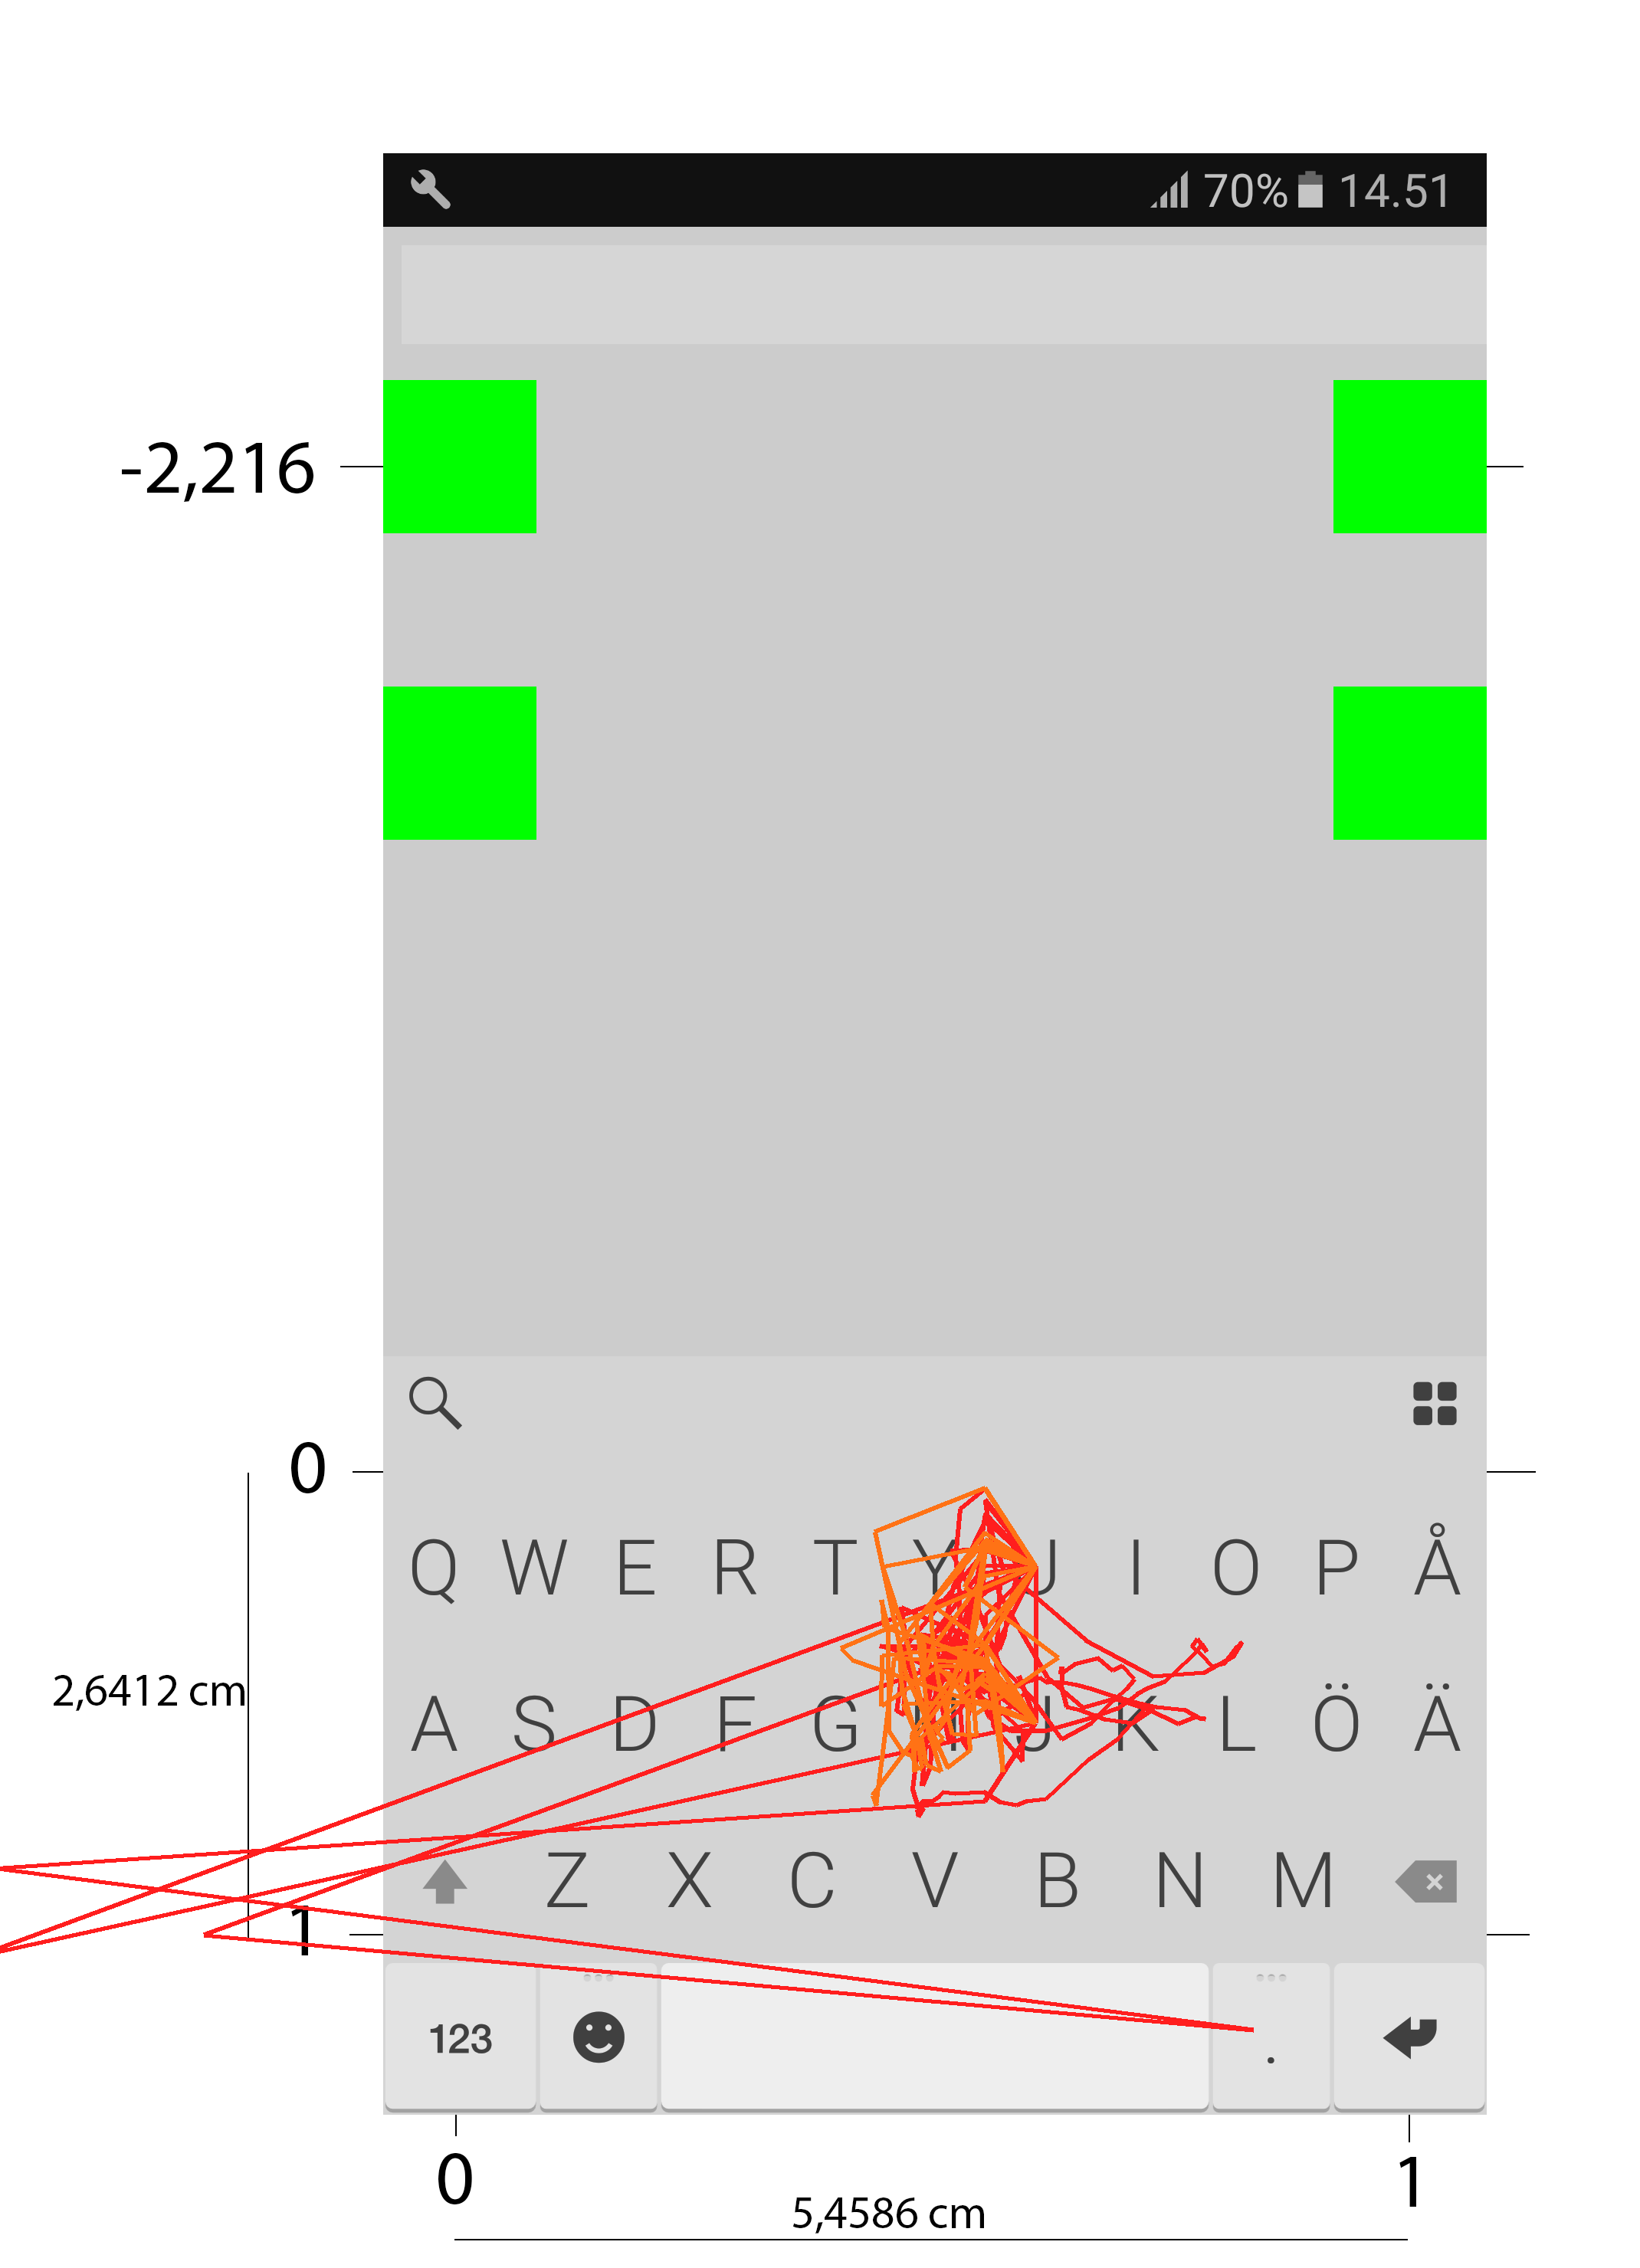 70% 14.51
-2,216
0
Q W E R T Y U I O P Å
2,6412 cm
A S D F G H J K L Ö Ä
Z X C V B N M
1
123 .
0 1
5,4586 cm